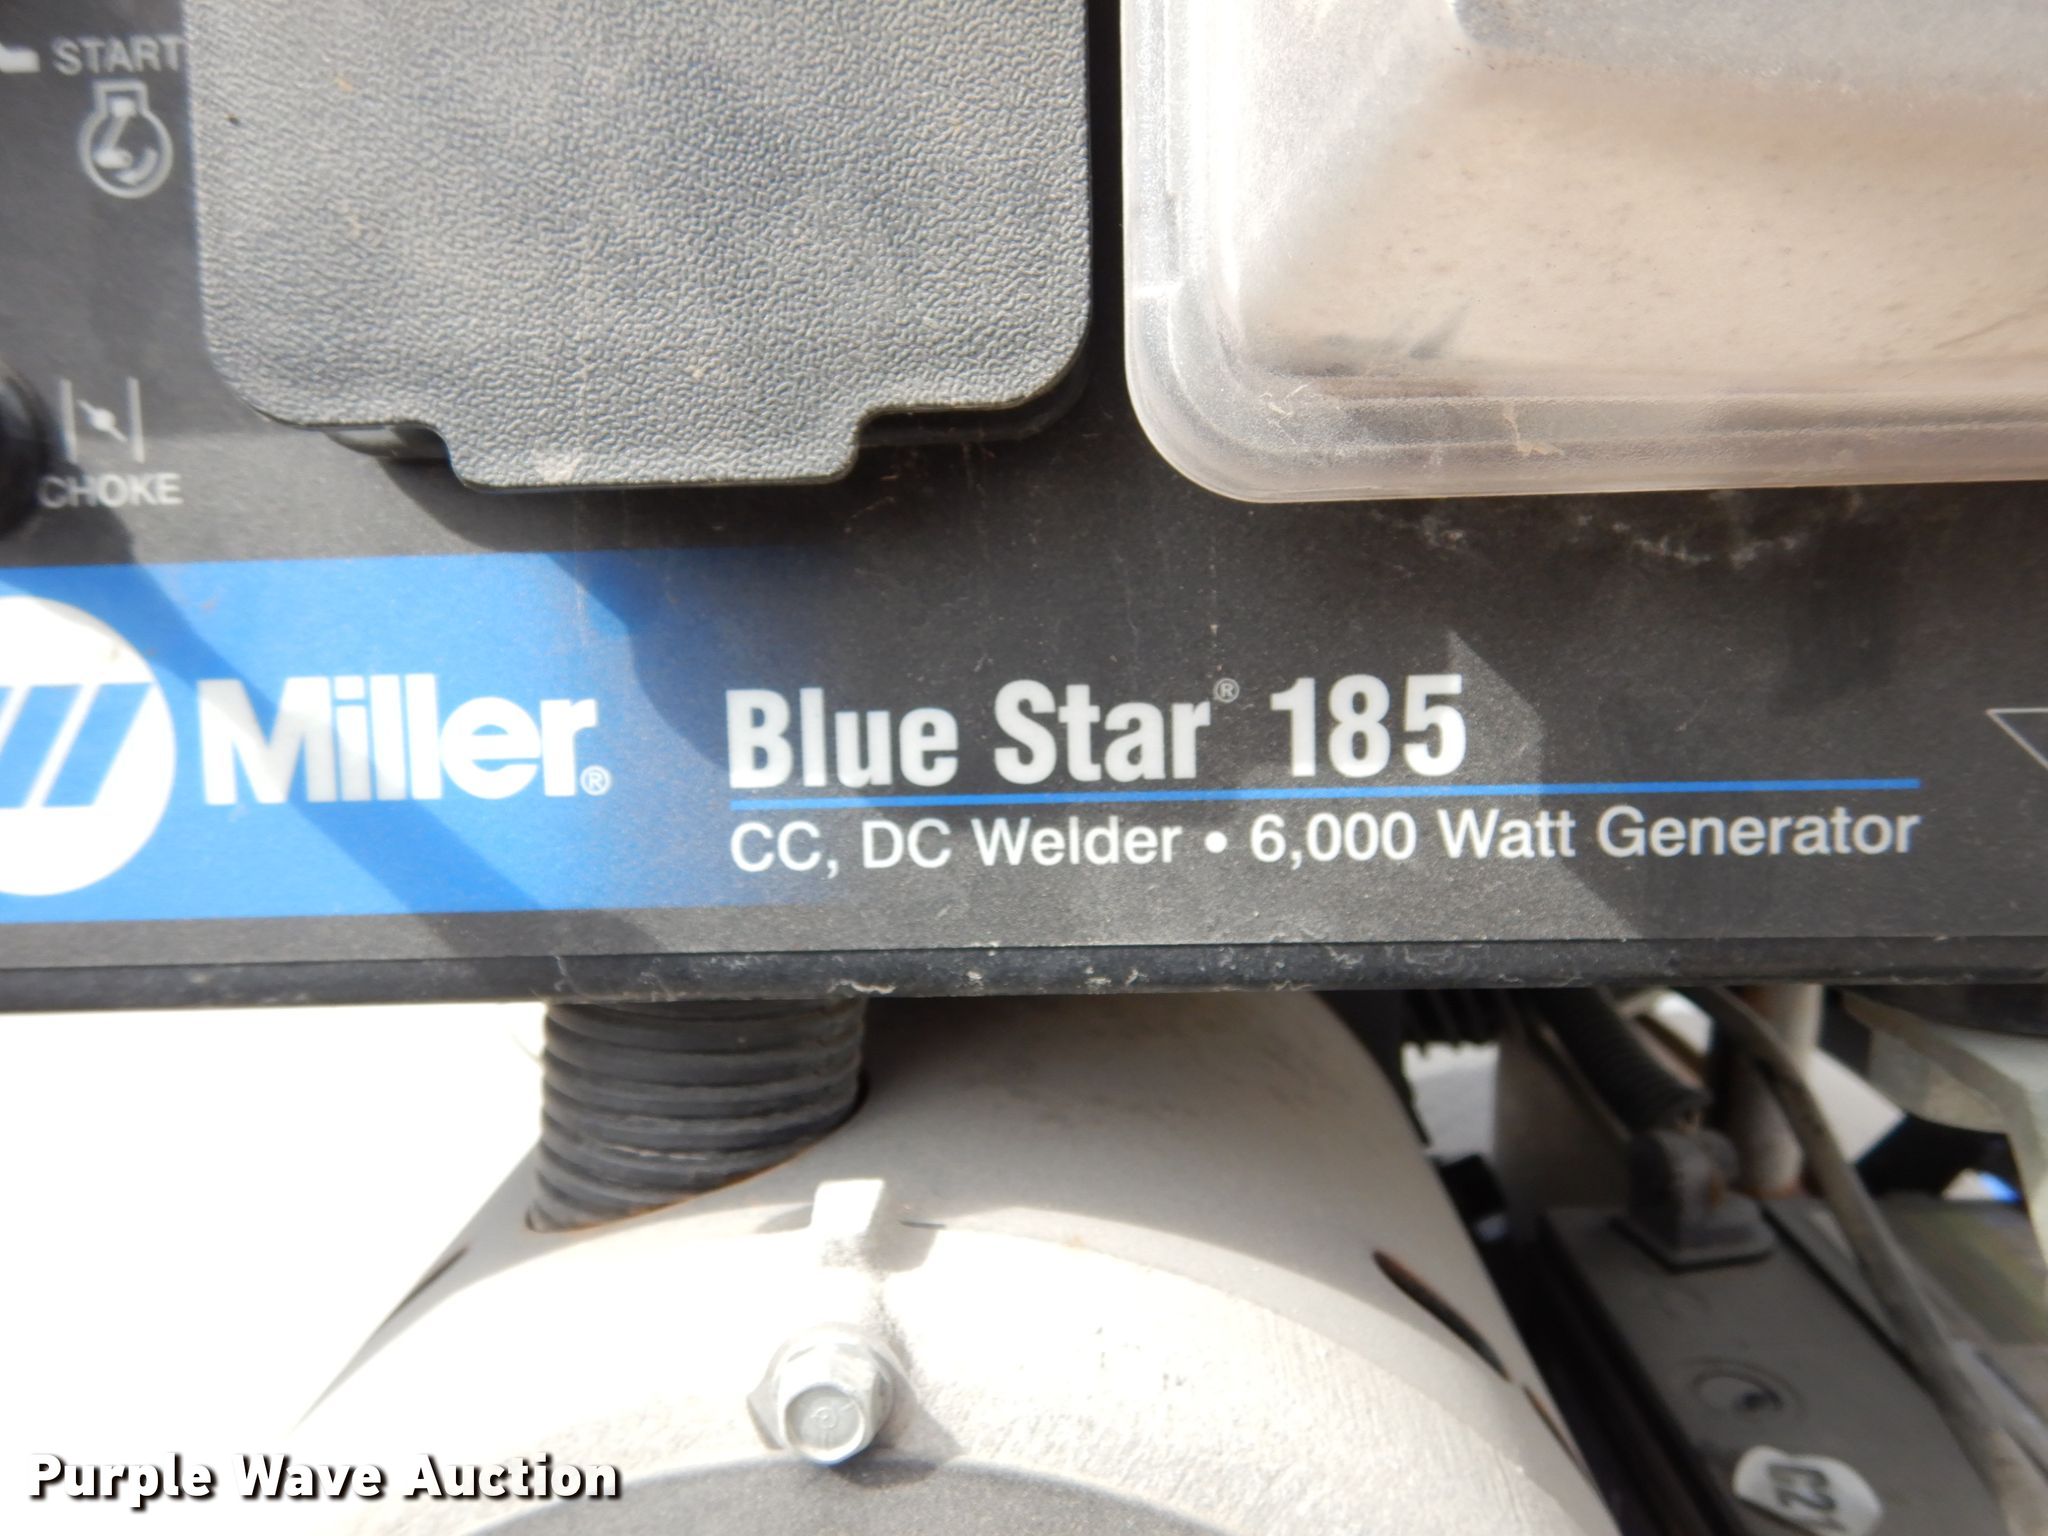 START
CHOKE
Miller®
Blue Star® 185
CC, DC Welder • 6,000 Watt Generator
Purple Wave Auction